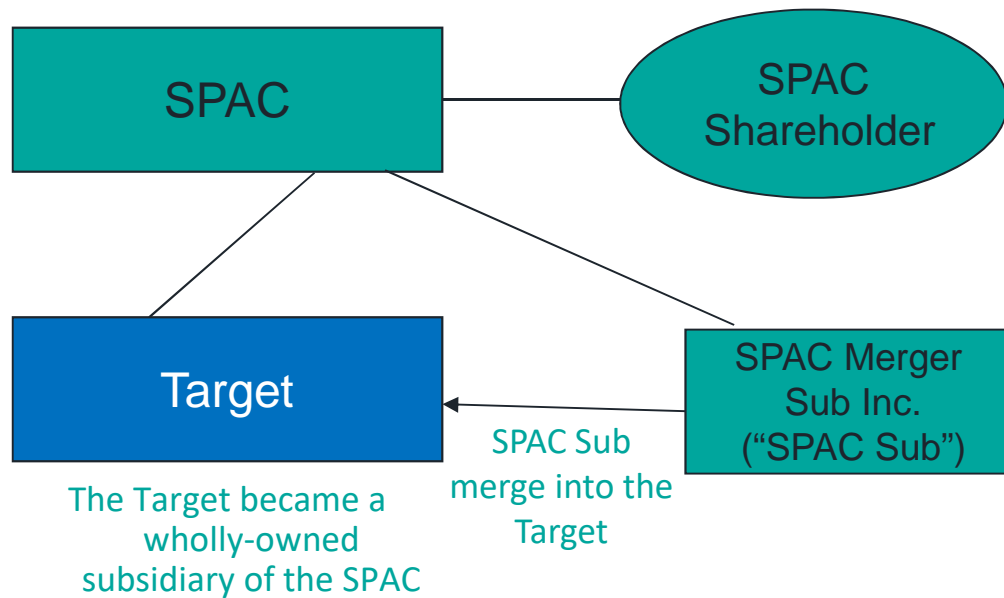 SPAC
SPAC
Shareholder
Target
SPAC Merger
Sub Inc.
(“SPAC Sub”)
SPAC Sub
merge into the
Target
The Target became a
wholly-owned
subsidiary of the SPAC